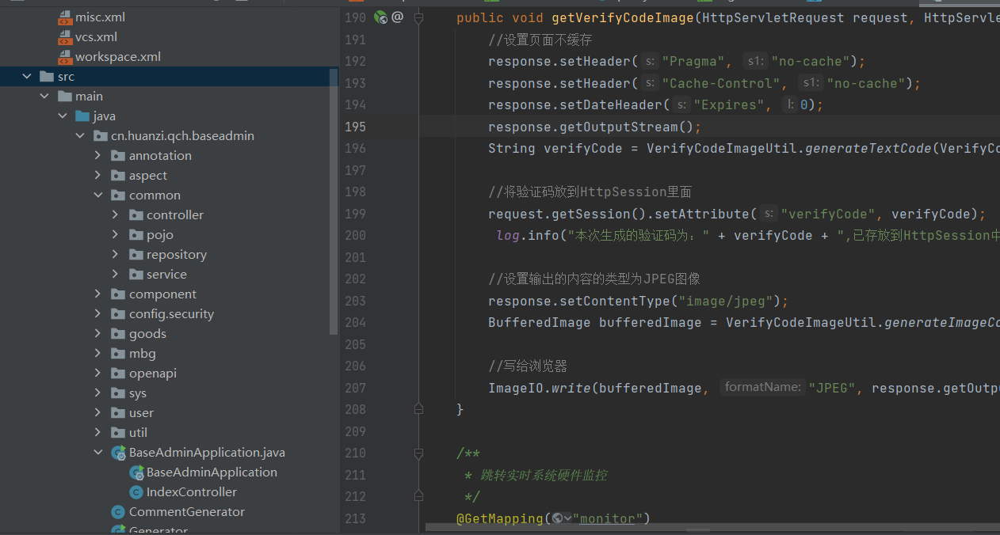 misc.xml
vcs.xml
workspace.xml
src
main
java
cn.huanzi.qch.baseadmin
annotation
aspect
common
controller
pojo
repository
service
component
config.security
goods
mbg
openapi
sys
user
util
BaseAdminApplication.java
BaseAdminApplication
IndexController
CommentGenerator
Generator
190 @ public void getVerifyCodeImage(HttpServletRequest request, HttpServle
191 //设置页面不缓存
192 response.setHeader( s: "Pragma", s1: "no-cache");
193 response.setHeader( s: "Cache-Control", s1: "no-cache");
194 response.setDateHeader( s: "Expires", l: 0);
195 response.getOutputStream();
196 String verifyCode = VerifyCodeImageUtil.generateTextCode(VerifyCo
197
198 //将验证码放到HttpSession里面
199 request.getSession().setAttribute( s: "verifyCode", verifyCode);
200 log.info("本次生成的验证码为：" + verifyCode + ",已存放到HttpSession中
201
202 //设置输出的内容的类型为JPEG图像
203 response.setContentType("image/jpeg");
204 BufferedImage bufferedImage = VerifyCodeImageUtil.generateImageCo
205
206 //写给浏览器
207 ImageIO.write(bufferedImage, formatName: "JPEG", response.getOutpu
208 }
209
210 /**
211 * 跳转实时系统硬件监控
212 */
213 @GetMapping("monitor")